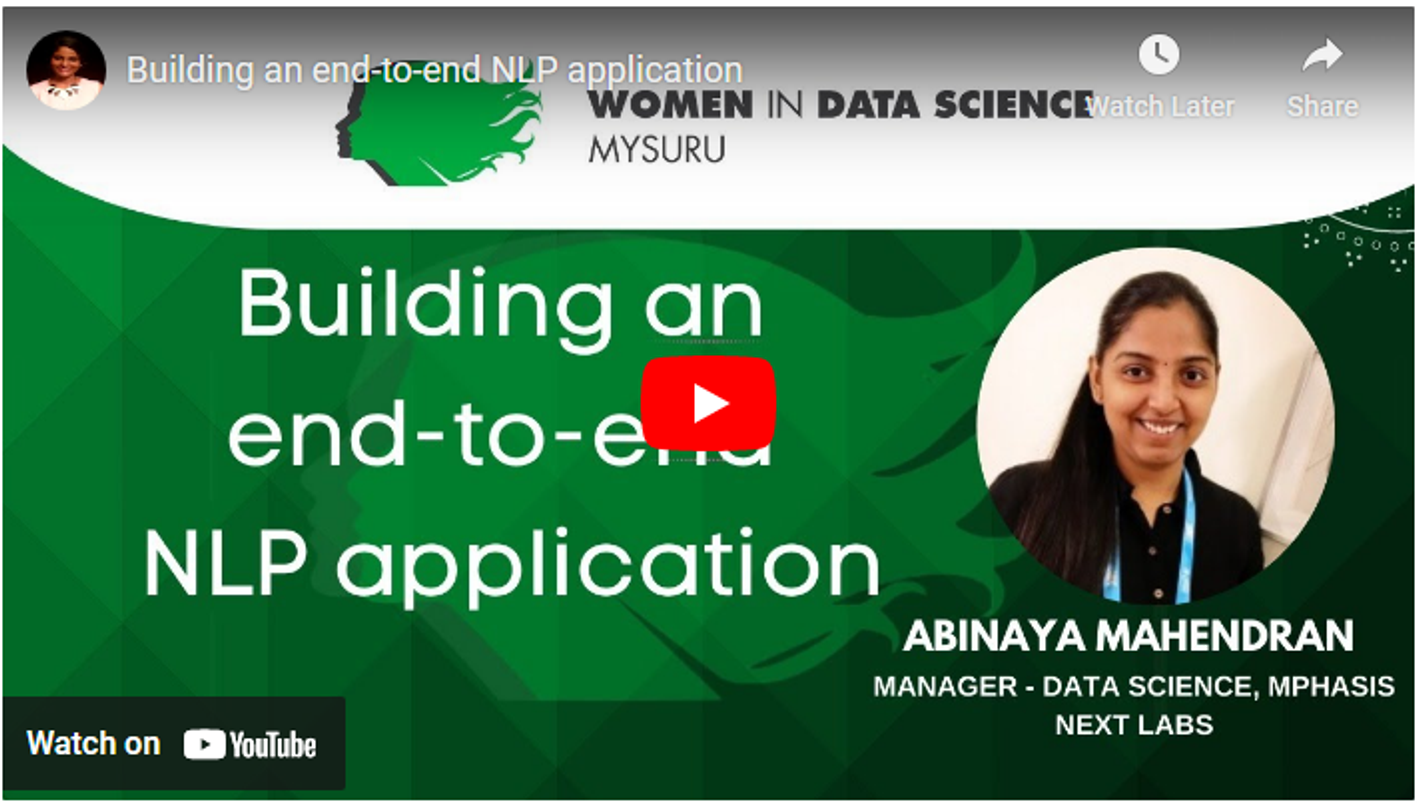 Building an end-to-end NLP application
WOMEN IN DATA SCIENCE
MYSURU
Watch Later
Share
Building an
end-to-end
NLP application
ABINAYA MAHENDRAN
MANAGER - DATA SCIENCE, MPHASIS
NEXT LABS
Watch on YouTube